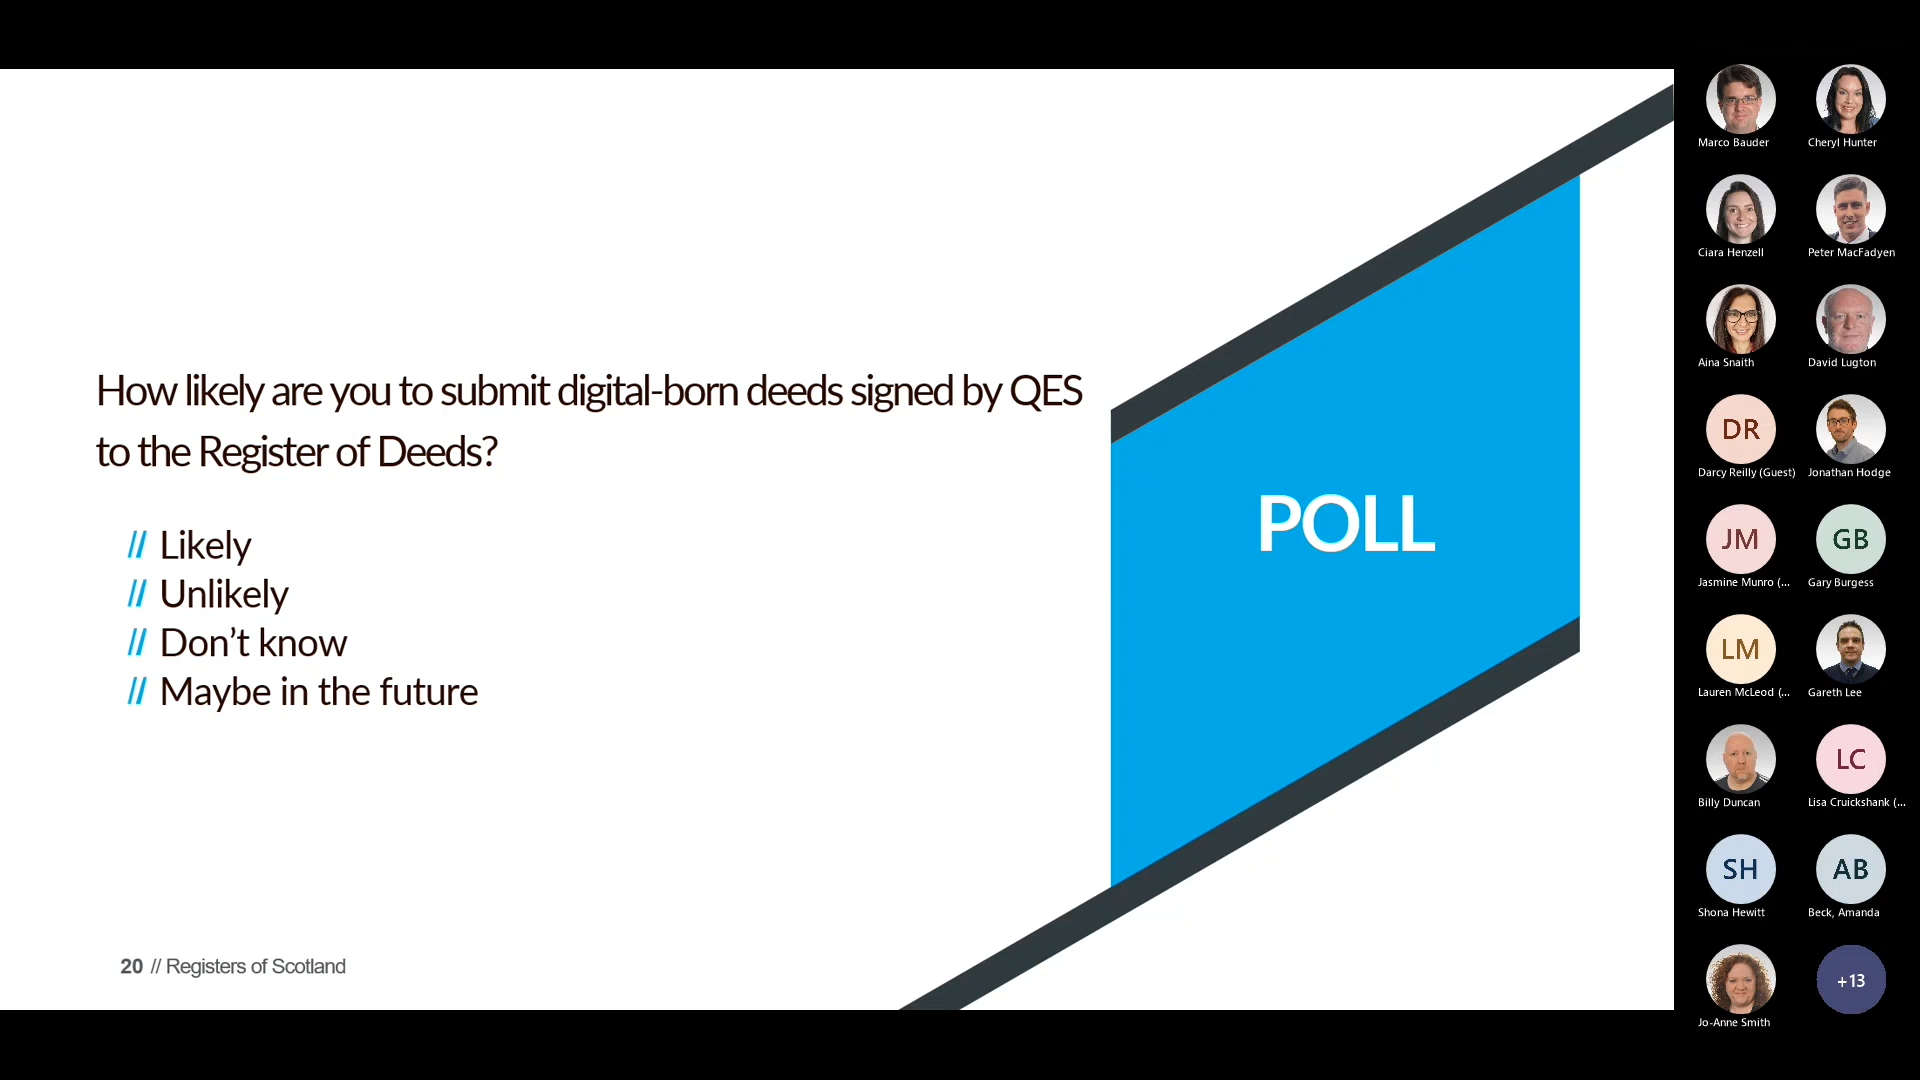 How likely are you to submit digital-born deeds signed by QES
to the Register of Deeds?
// Likely
// Unlikely
// Don’t know
// Maybe in the future
POLL
20 // Registers of Scotland
Marco Bauder
Cheryl Hunter
Ciara Henzell
Peter MacFadyen
Aina Snaith
David Lugton
DR
Darcy Reilly (Guest)
Jonathan Hodge
JM
Jasmine Munro (...
GB
Gary Burgess
LM
Lauren McLeod (...
Gareth Lee
Billy Duncan
LC
Lisa Cruickshank (...
SH
Shona Hewitt
AB
Beck, Amanda
Jo-Anne Smith
+13